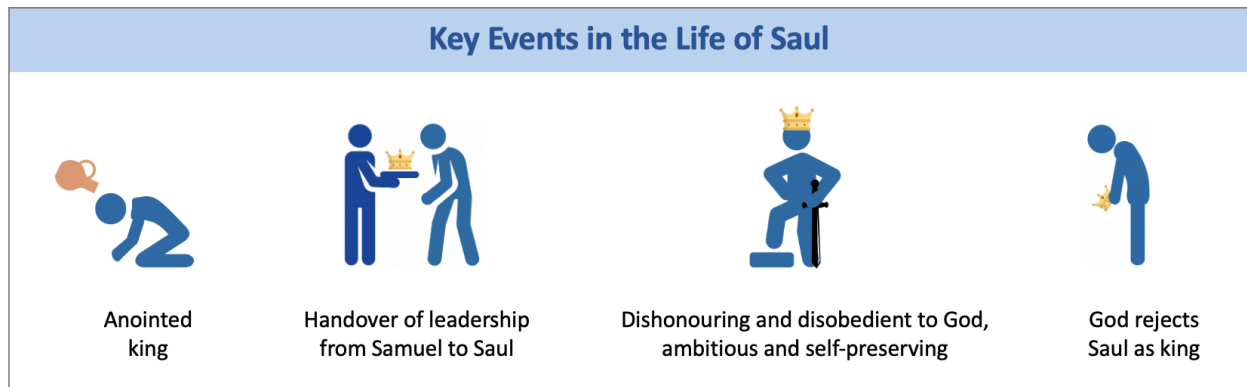 Key Events in the Life of Saul
Anointed
king
Handover of leadership
from Samuel to Saul
Dishonouring and disobedient to God,
ambitious and self-preserving
God rejects
Saul as king